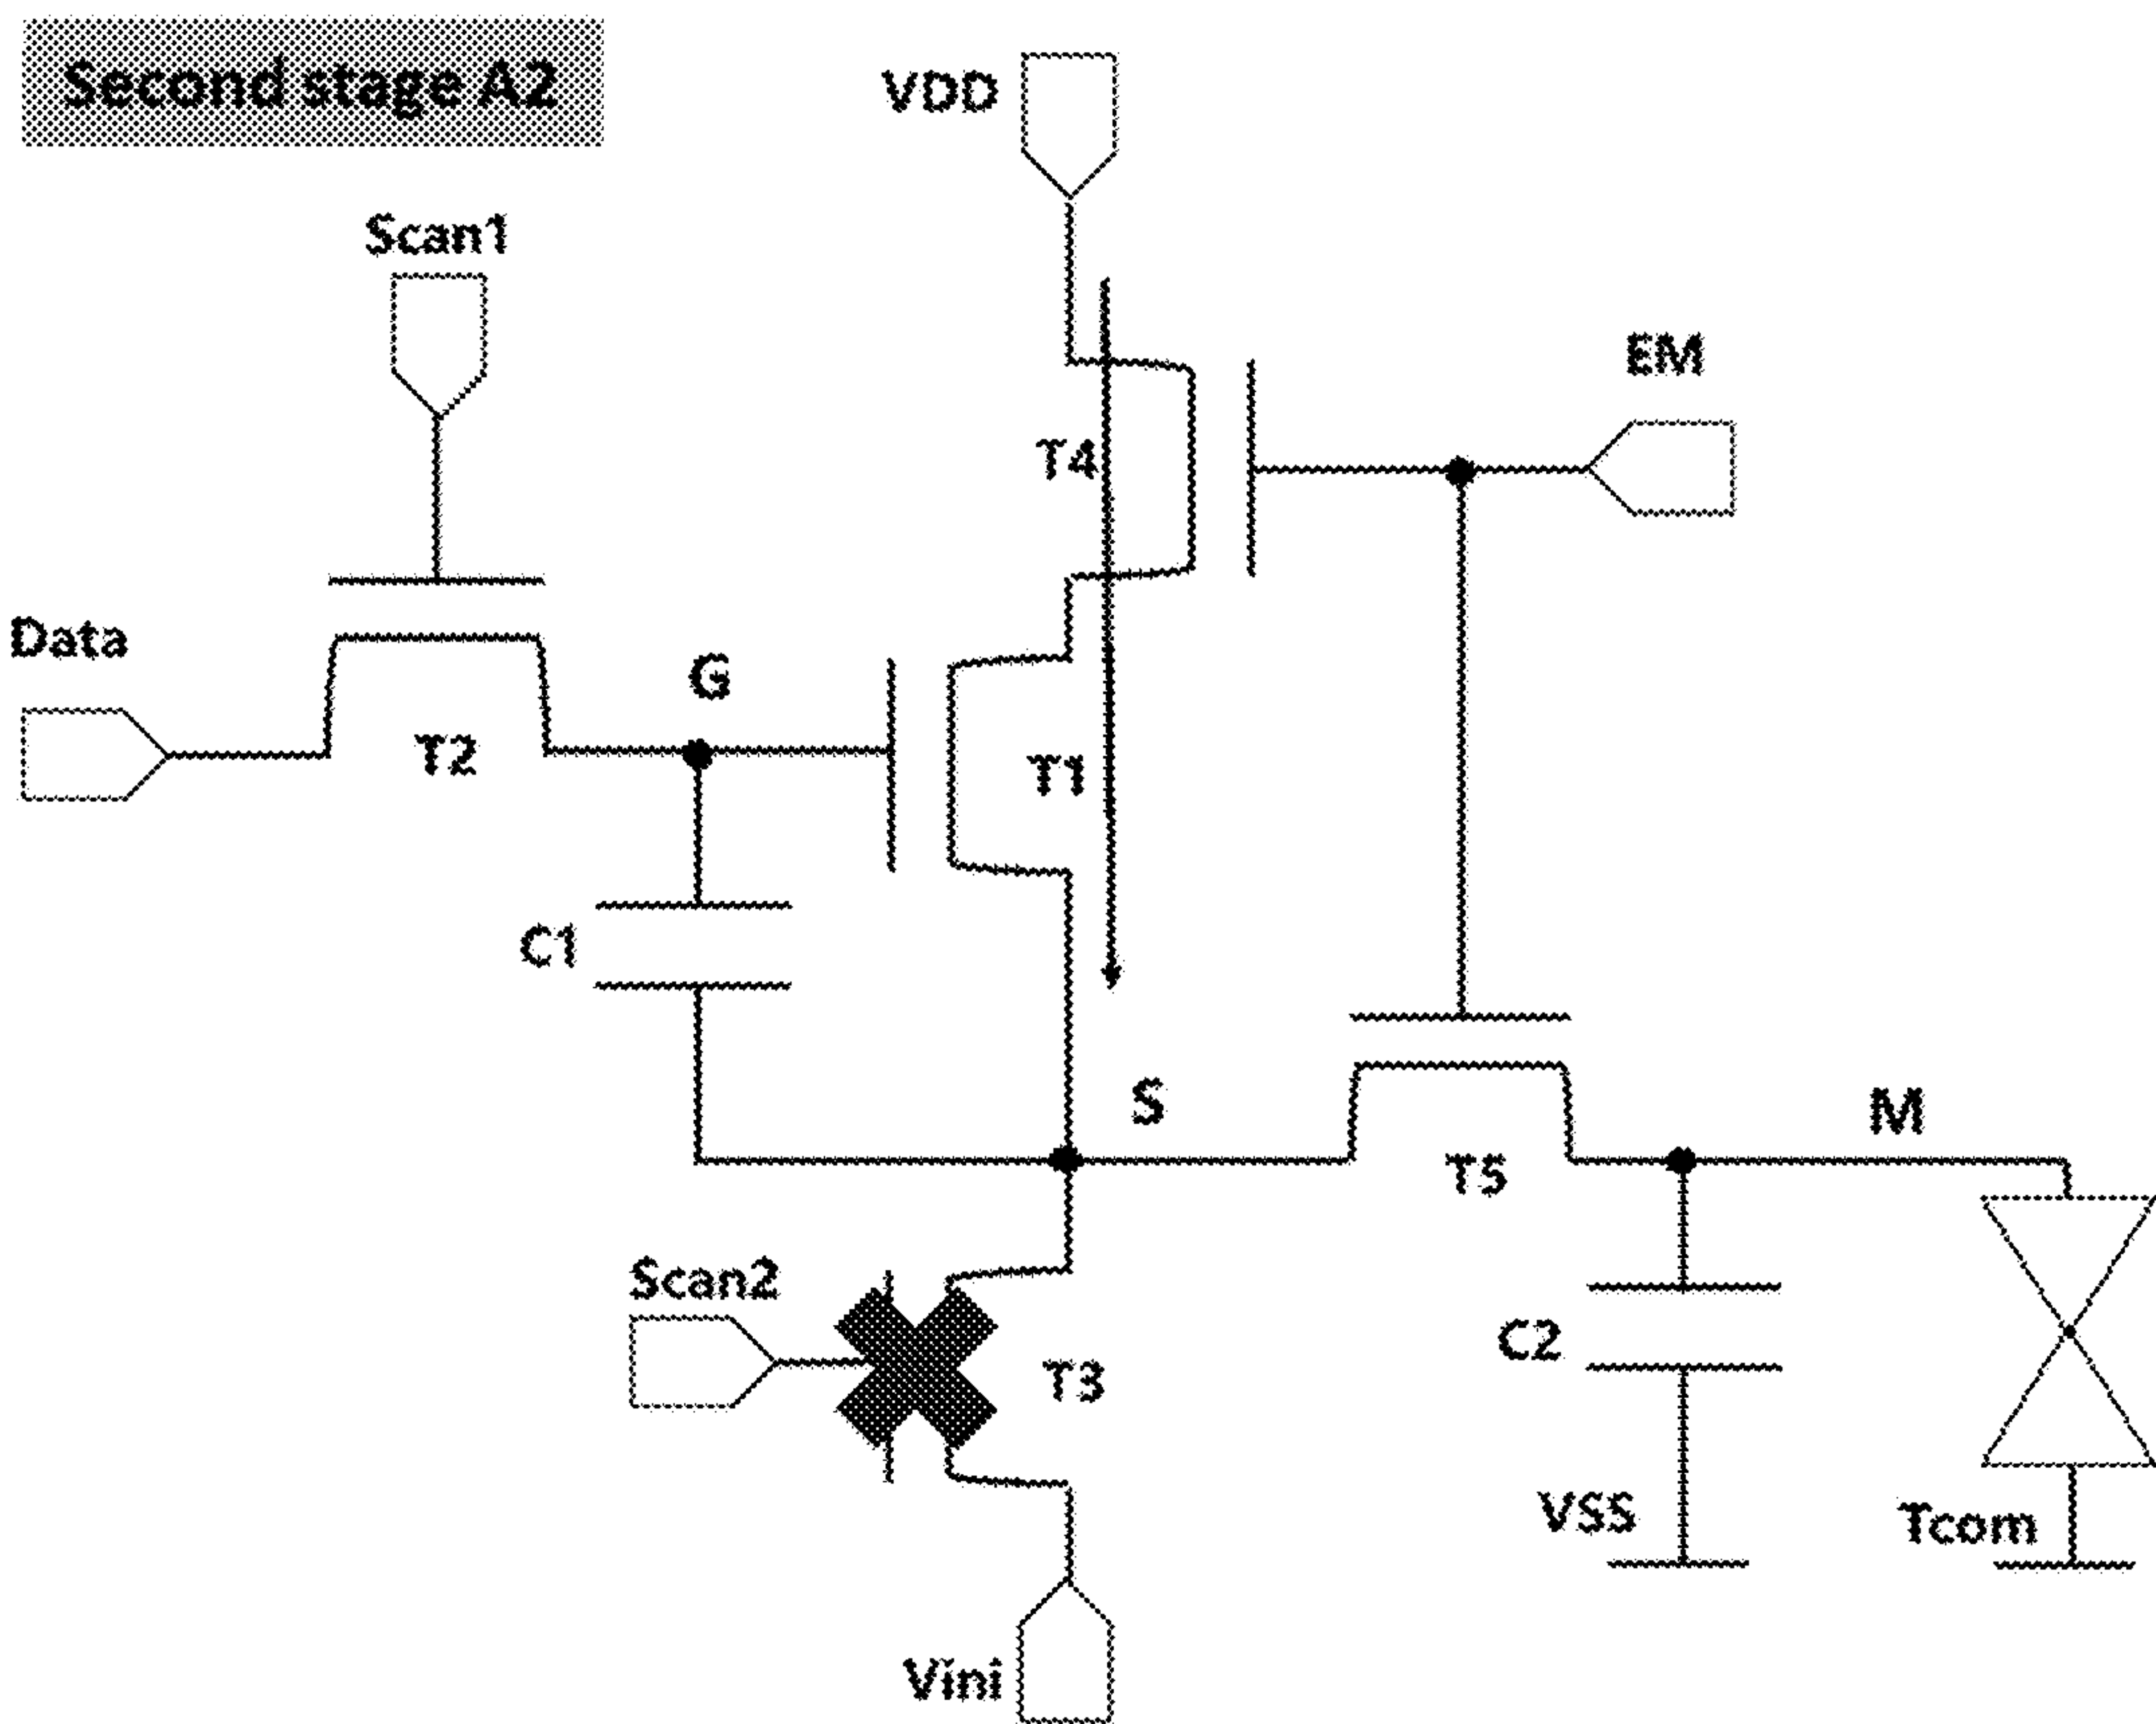 Second stage A2
VDD
Scan1
EM
T4
Data
G
T2
T1
C1
S
M
T5
Scan2
C2
T3
VSS
Tcom
Vini